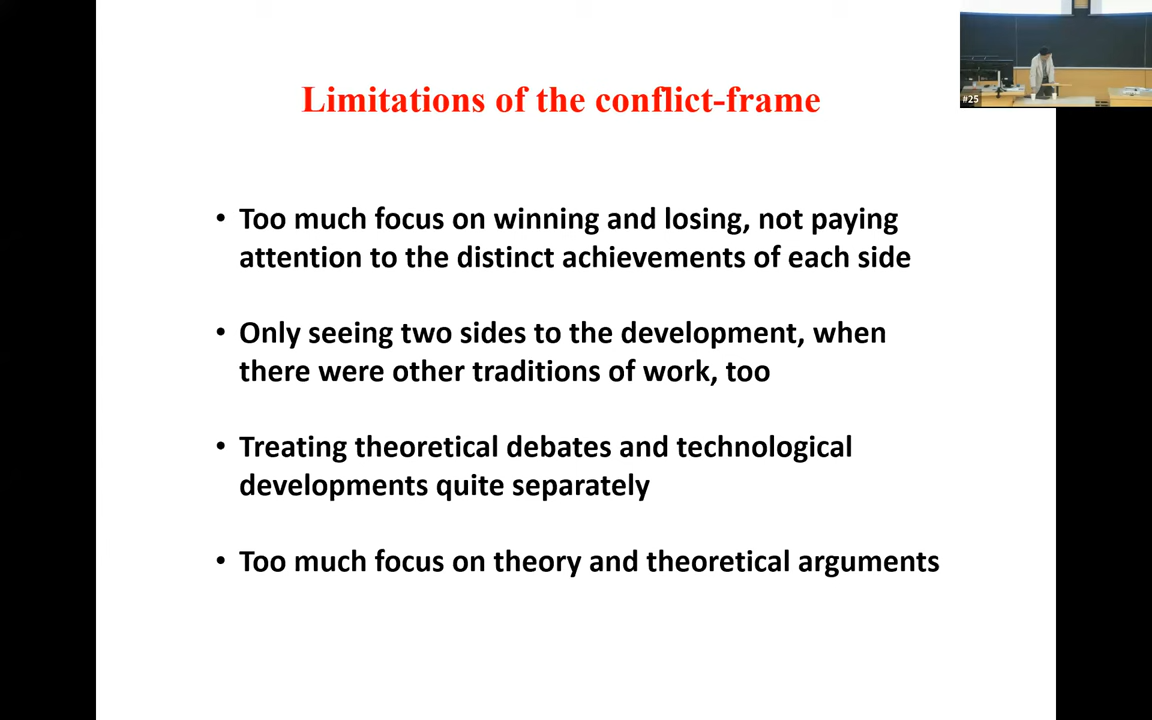 Limitations of the conflict-frame
#25
• Too much focus on winning and losing, not paying
attention to the distinct achievements of each side
• Only seeing two sides to the development, when
there were other traditions of work, too
• Treating theoretical debates and technological
developments quite separately
• Too much focus on theory and theoretical arguments